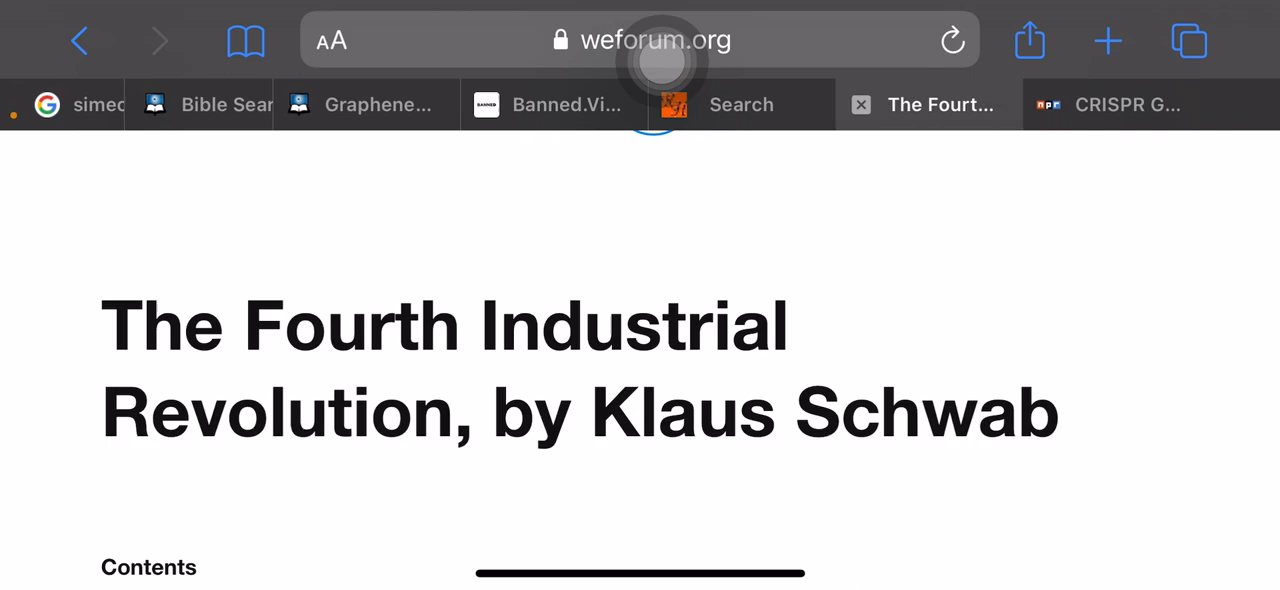 AA weforum.org
simec Bible Sear Graphene... BANNED Banned.Vi... Search The Fourt... npr CRISPR G...
The Fourth Industrial
Revolution, by Klaus Schwab
Contents